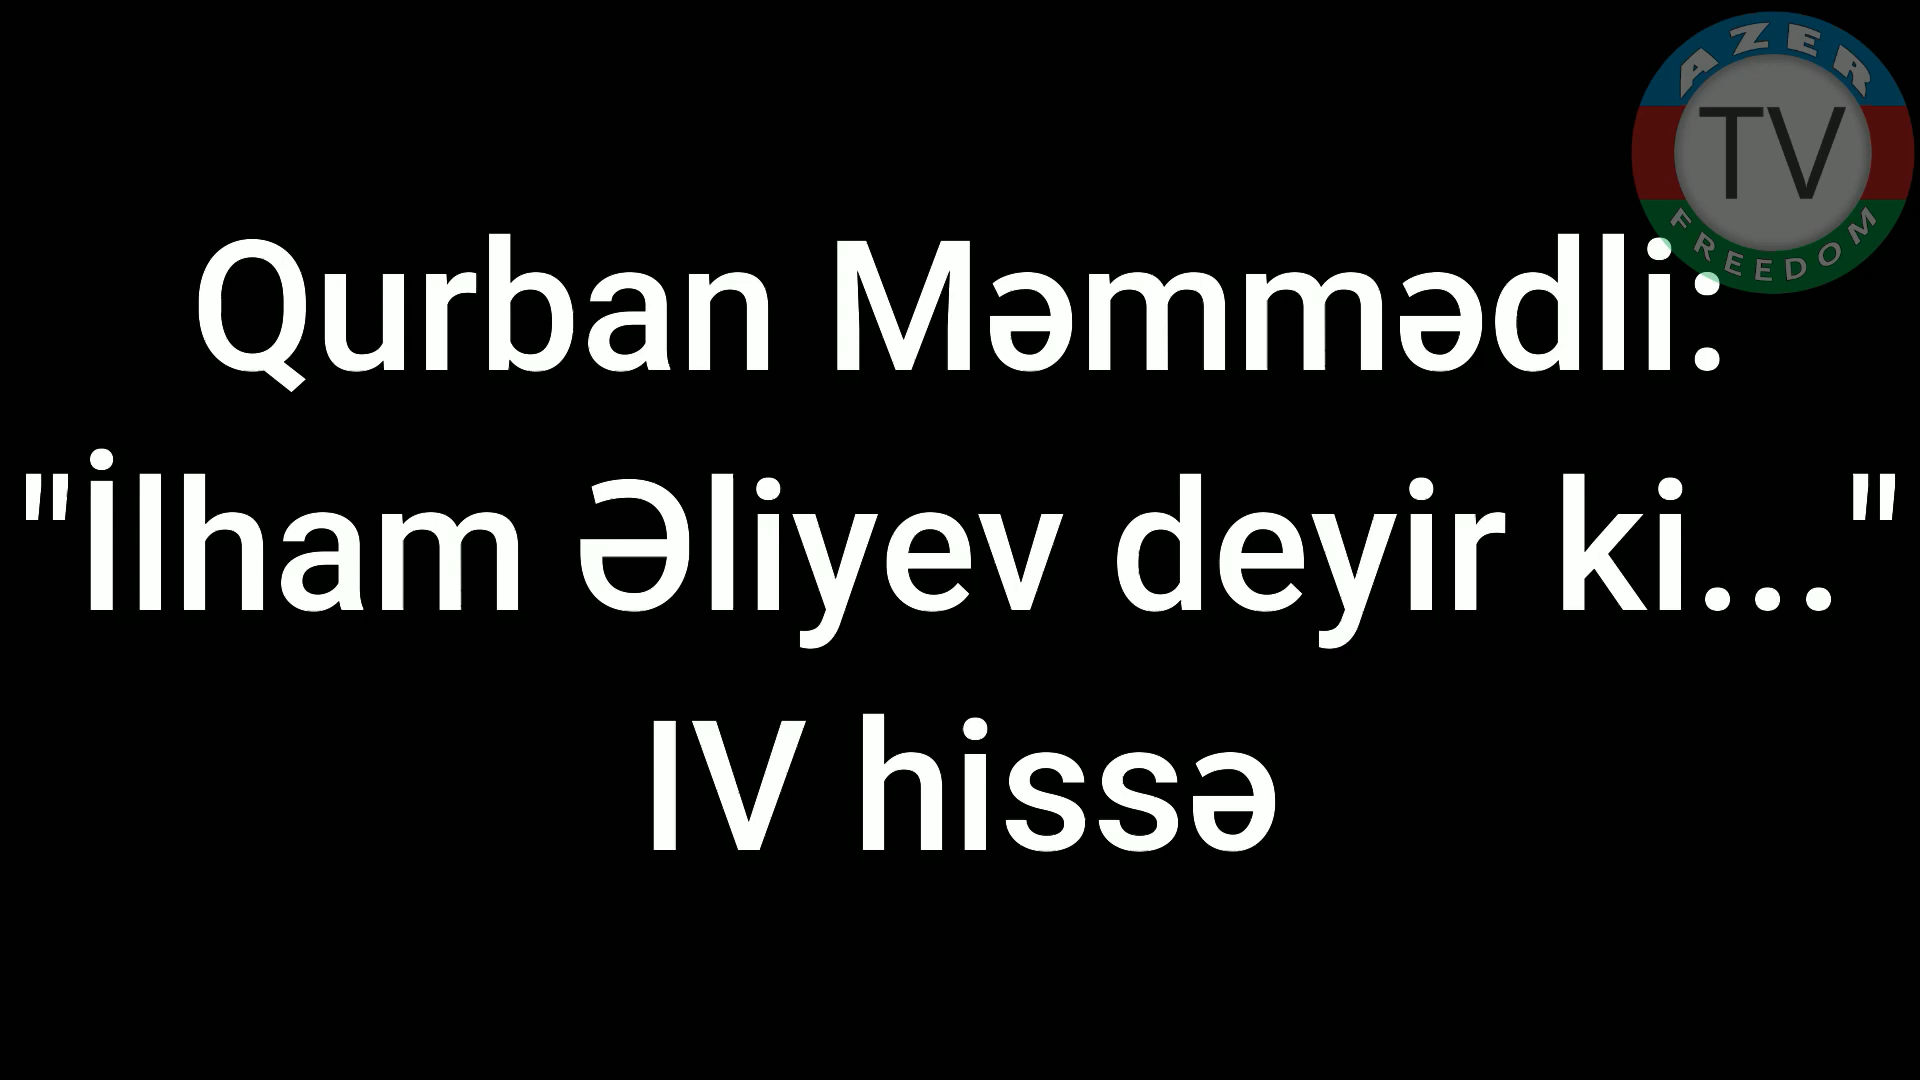 AZER
TV
FREEDOM
Qurban Məmmədli:
"İlham Əliyev deyir ki..."
IV hissə